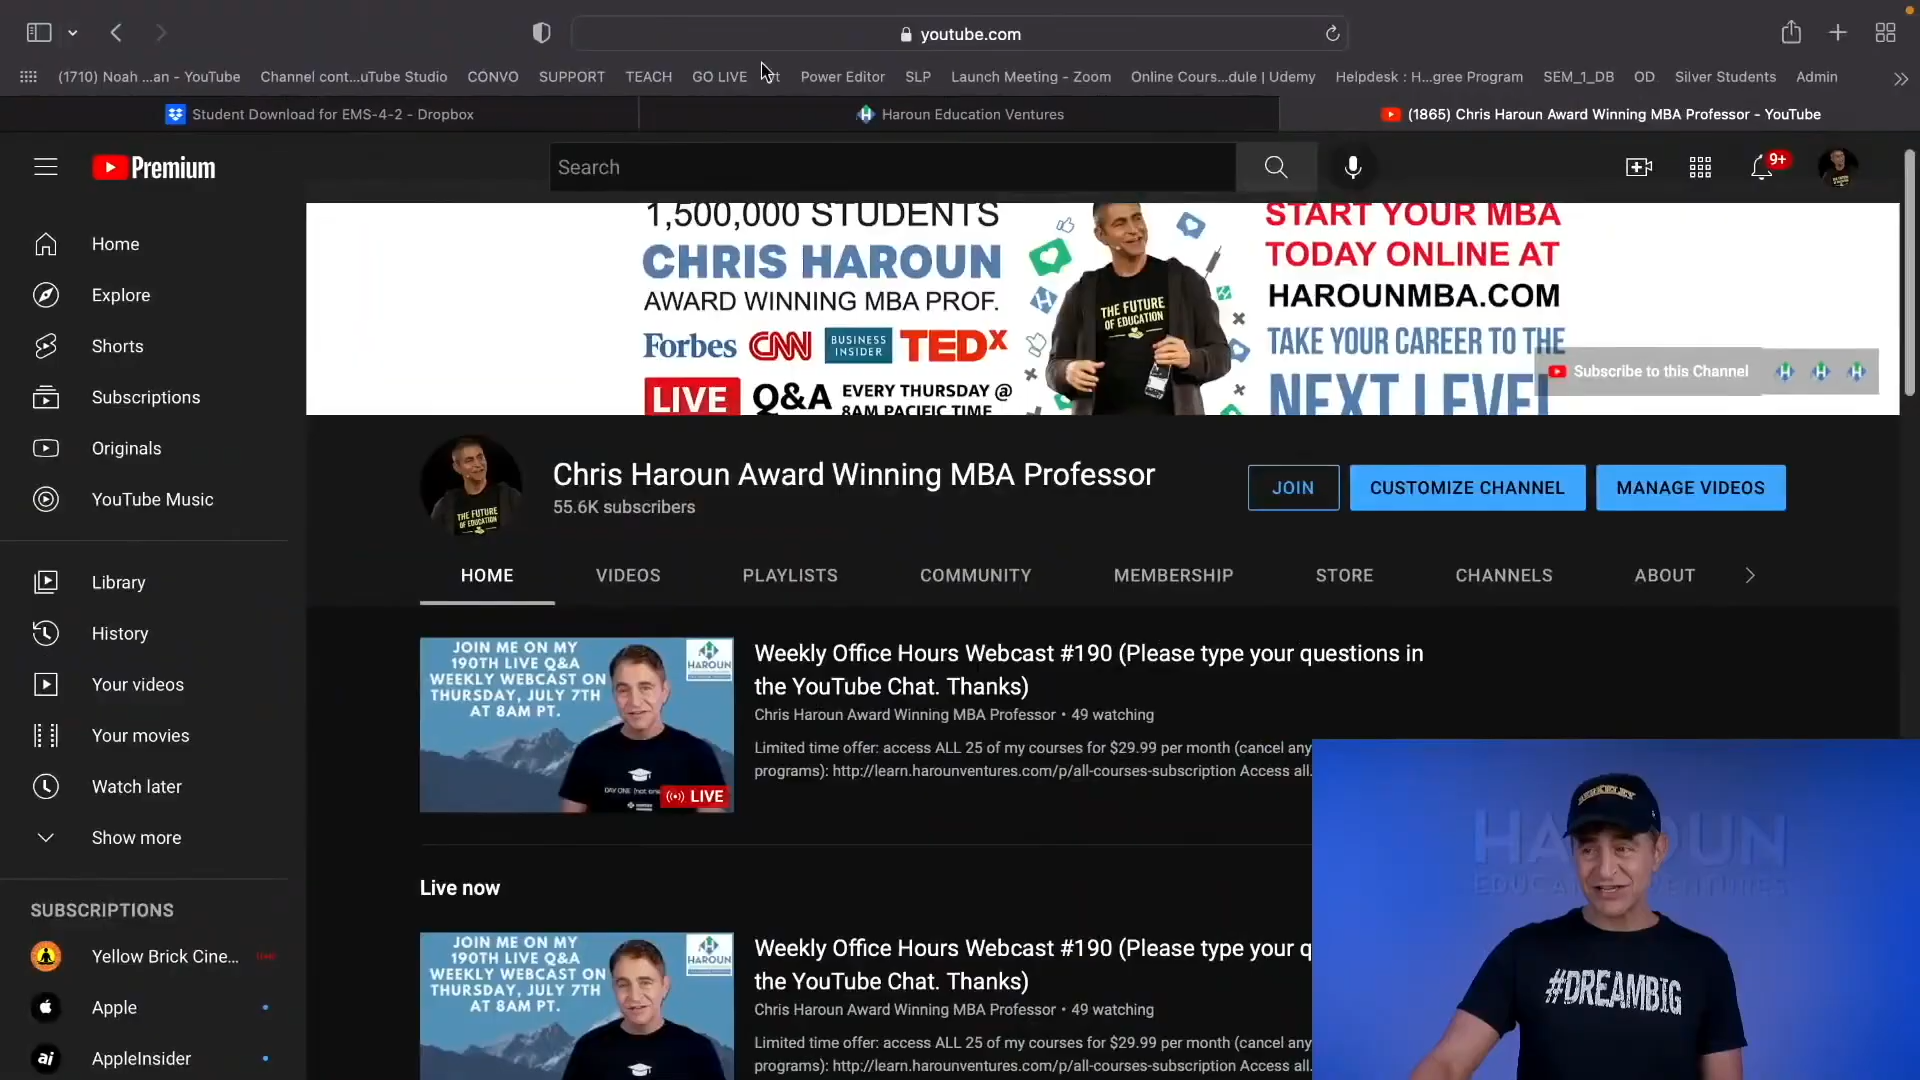 youtube.com
(1710) Noah ...an - YouTube
Channel cont...uTube Studio
CONVO
SUPPORT
TEACH
GO LIVE
Power Editor
SLP
Launch Meeting - Zoom
Online Cours...dule | Udemy
Helpdesk : H...gree Program
SEM_1_DB
OD
Silver Students
Admin
Student Download for EMS-4-2 - Dropbox
Haroun Education Ventures
(1865) Chris Haroun Award Winning MBA Professor - YouTube
Premium
Search
9+
Home
Explore
Shorts
Subscriptions
Originals
YouTube Music
Library
History
Your videos
Your movies
Watch later
Show more
SUBSCRIPTIONS
Yellow Brick Cine...
Apple
AppleInsider
1,500,000 STUDENTS
CHRIS HAROUN
AWARD WINNING MBA PROF.
Forbes CNN BUSINESS INSIDER TEDx
LIVE Q&A EVERY THURSDAY @
8AM PACIFIC TIME
THE FUTURE
OF EDUCATION
START YOUR MBA
TODAY ONLINE AT
HAROUNMBA.COM
TAKE YOUR CAREER TO THE
NEXT LEVEL
Subscribe to this Channel
THE FUTURE
OF EDUCATION
Chris Haroun Award Winning MBA Professor
55.6K subscribers
JOIN
CUSTOMIZE CHANNEL
MANAGE VIDEOS
HOME
VIDEOS
PLAYLISTS
COMMUNITY
MEMBERSHIP
STORE
CHANNELS
ABOUT
JOIN ME ON MY
190TH LIVE Q&A
WEEKLY WEBCAST ON
THURSDAY, JULY 7TH
AT 8AM PT.
HAROUN
LIVE
Weekly Office Hours Webcast #190 (Please type your questions in
the YouTube Chat. Thanks)
Chris Haroun Award Winning MBA Professor • 49 watching
Limited time offer: access ALL 25 of my courses for $29.99 per month (cancel any
programs): http://learn.harounventures.com/p/all-courses-subscription Access all.
Live now
JOIN ME ON MY
190TH LIVE Q&A
WEEKLY WEBCAST ON
THURSDAY, JULY 7TH
AT 8AM PT.
HAROUN
Weekly Office Hours Webcast #190 (Please type your q
the YouTube Chat. Thanks)
Chris Haroun Award Winning MBA Professor • 49 watching
Limited time offer: access ALL 25 of my courses for $29.99 per month (cancel any
programs): http://learn.harounventures.com/p/all-courses-subscription Access all.
BERKELEY
HAROUN
#DREAMBIG